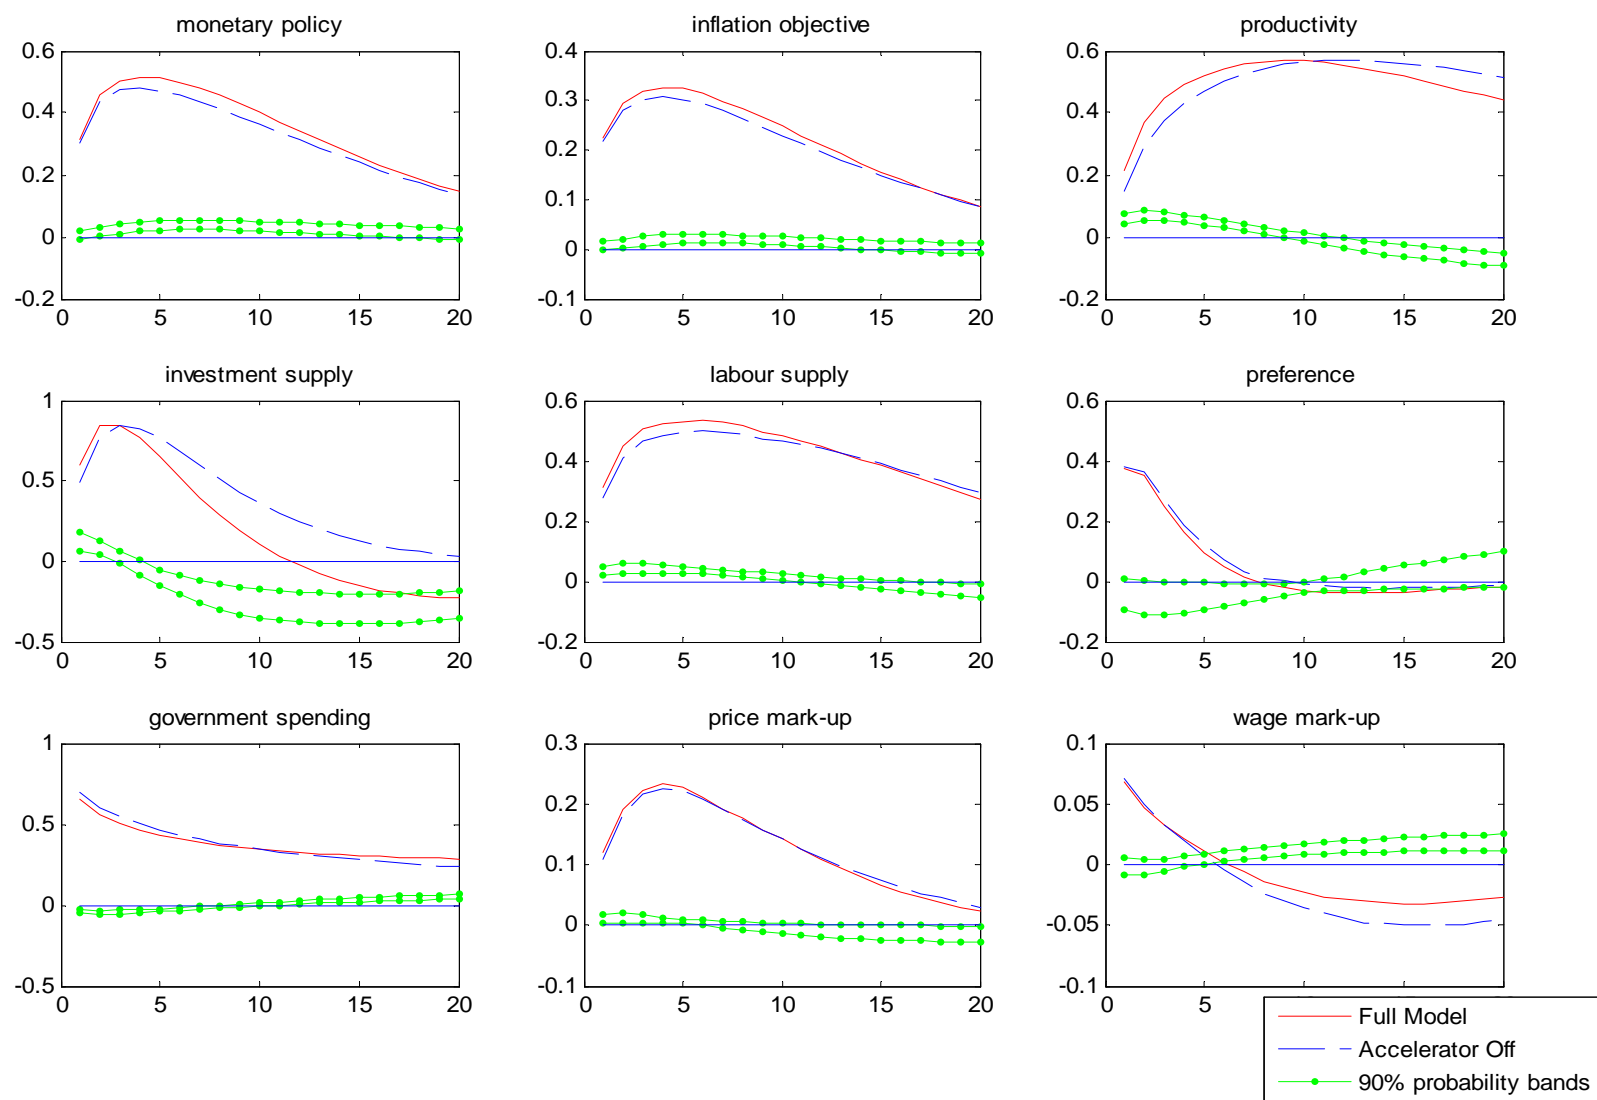 monetary policy
inflation objective
productivity
0.6
0.4
0.2
0
-0.2
0 5 10 15 20
0.4
0.3
0.2
0.1
0
-0.1
0 5 10 15 20
0.6
0.4
0.2
0
-0.2
0 5 10 15 20
investment supply
labour supply
preference
1
0.5
0
-0.5
0 5 10 15 20
0.6
0.4
0.2
0
-0.2
0 5 10 15 20
0.6
0.4
0.2
0
-0.2
0 5 10 15 20
government spending
price mark-up
wage mark-up
1
0.5
0
-0.5
0 5 10 15 20
0.3
0.2
0.1
0
-0.1
0 5 10 15 20
0.1
0.05
0
-0.05
-0.1
0 5
Full Model
Accelerator Off
90% probability bands